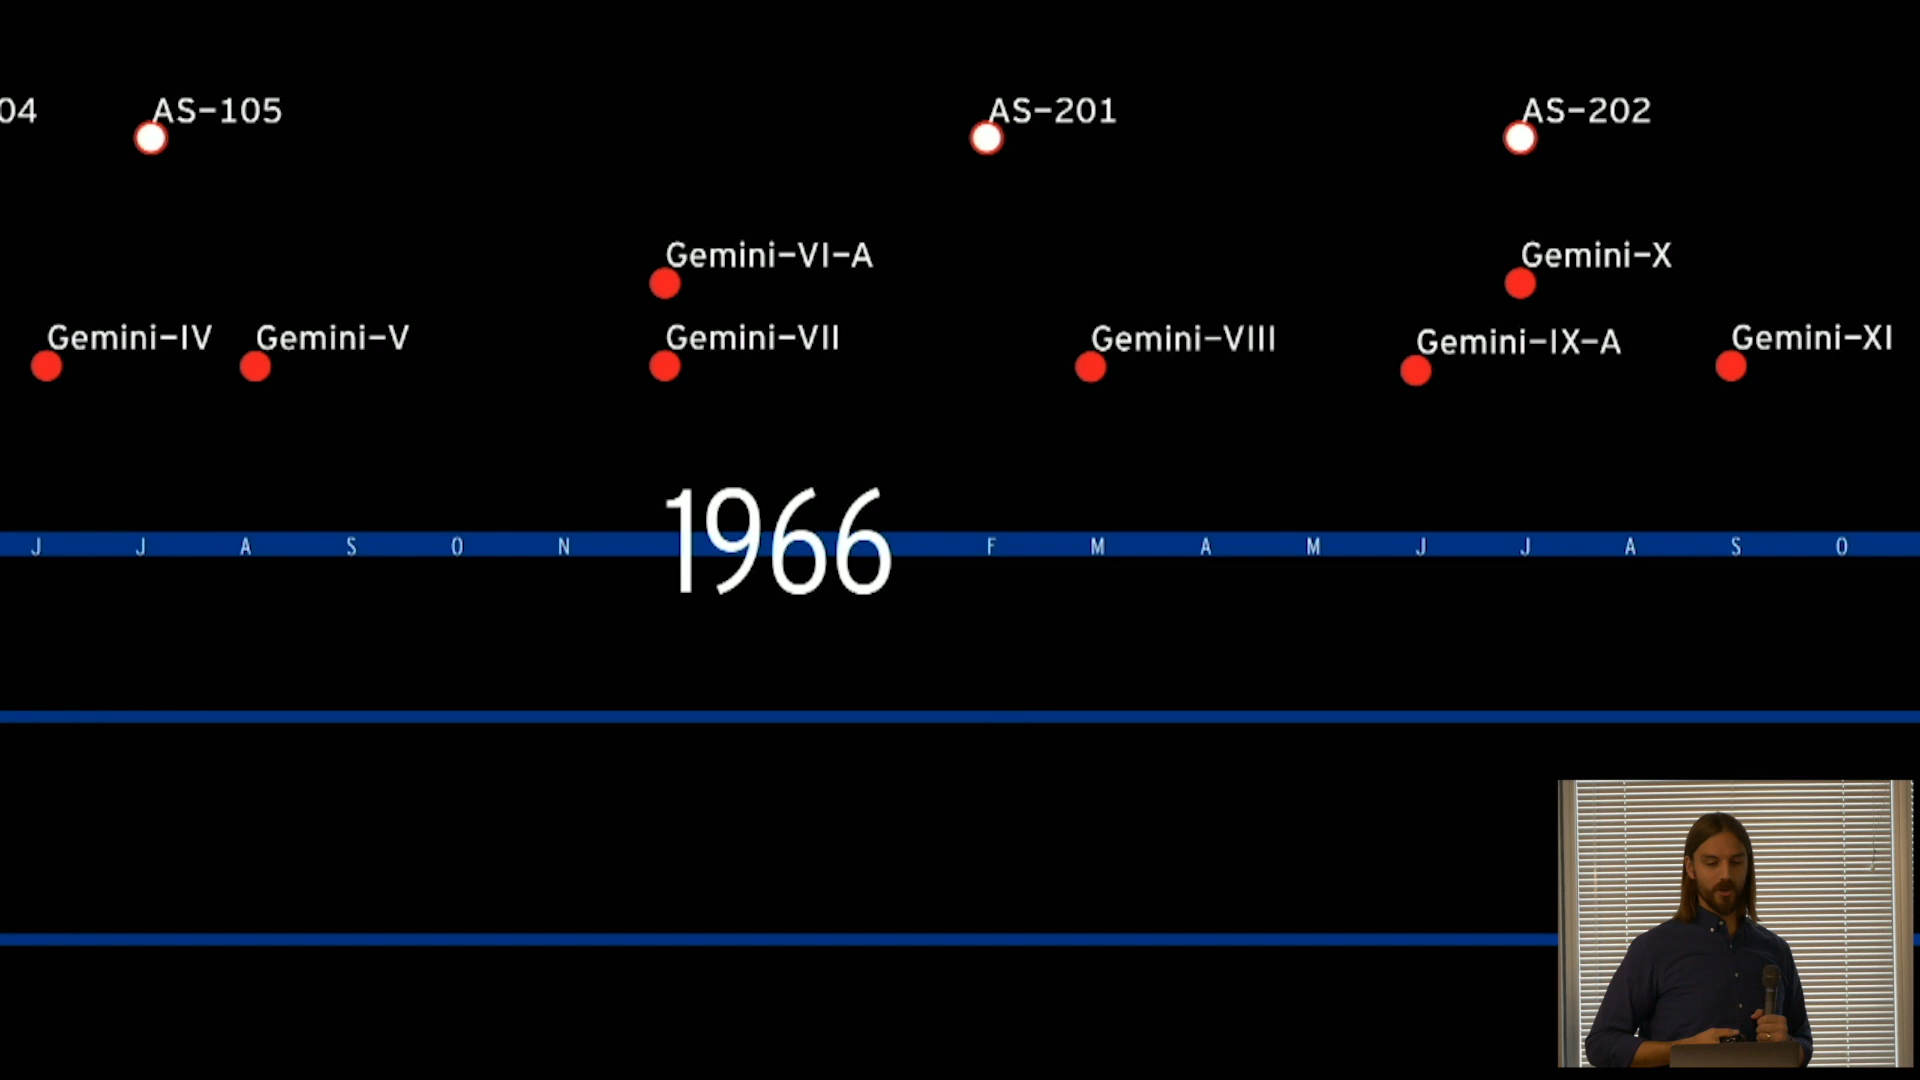 04 AS-105 AS-201 AS-202
Gemini-VI-A Gemini-X
Gemini-IV Gemini-V Gemini-VII Gemini-VIII Gemini-IX-A Gemini-XI
1966
J J A S O N F M A M J J A S O